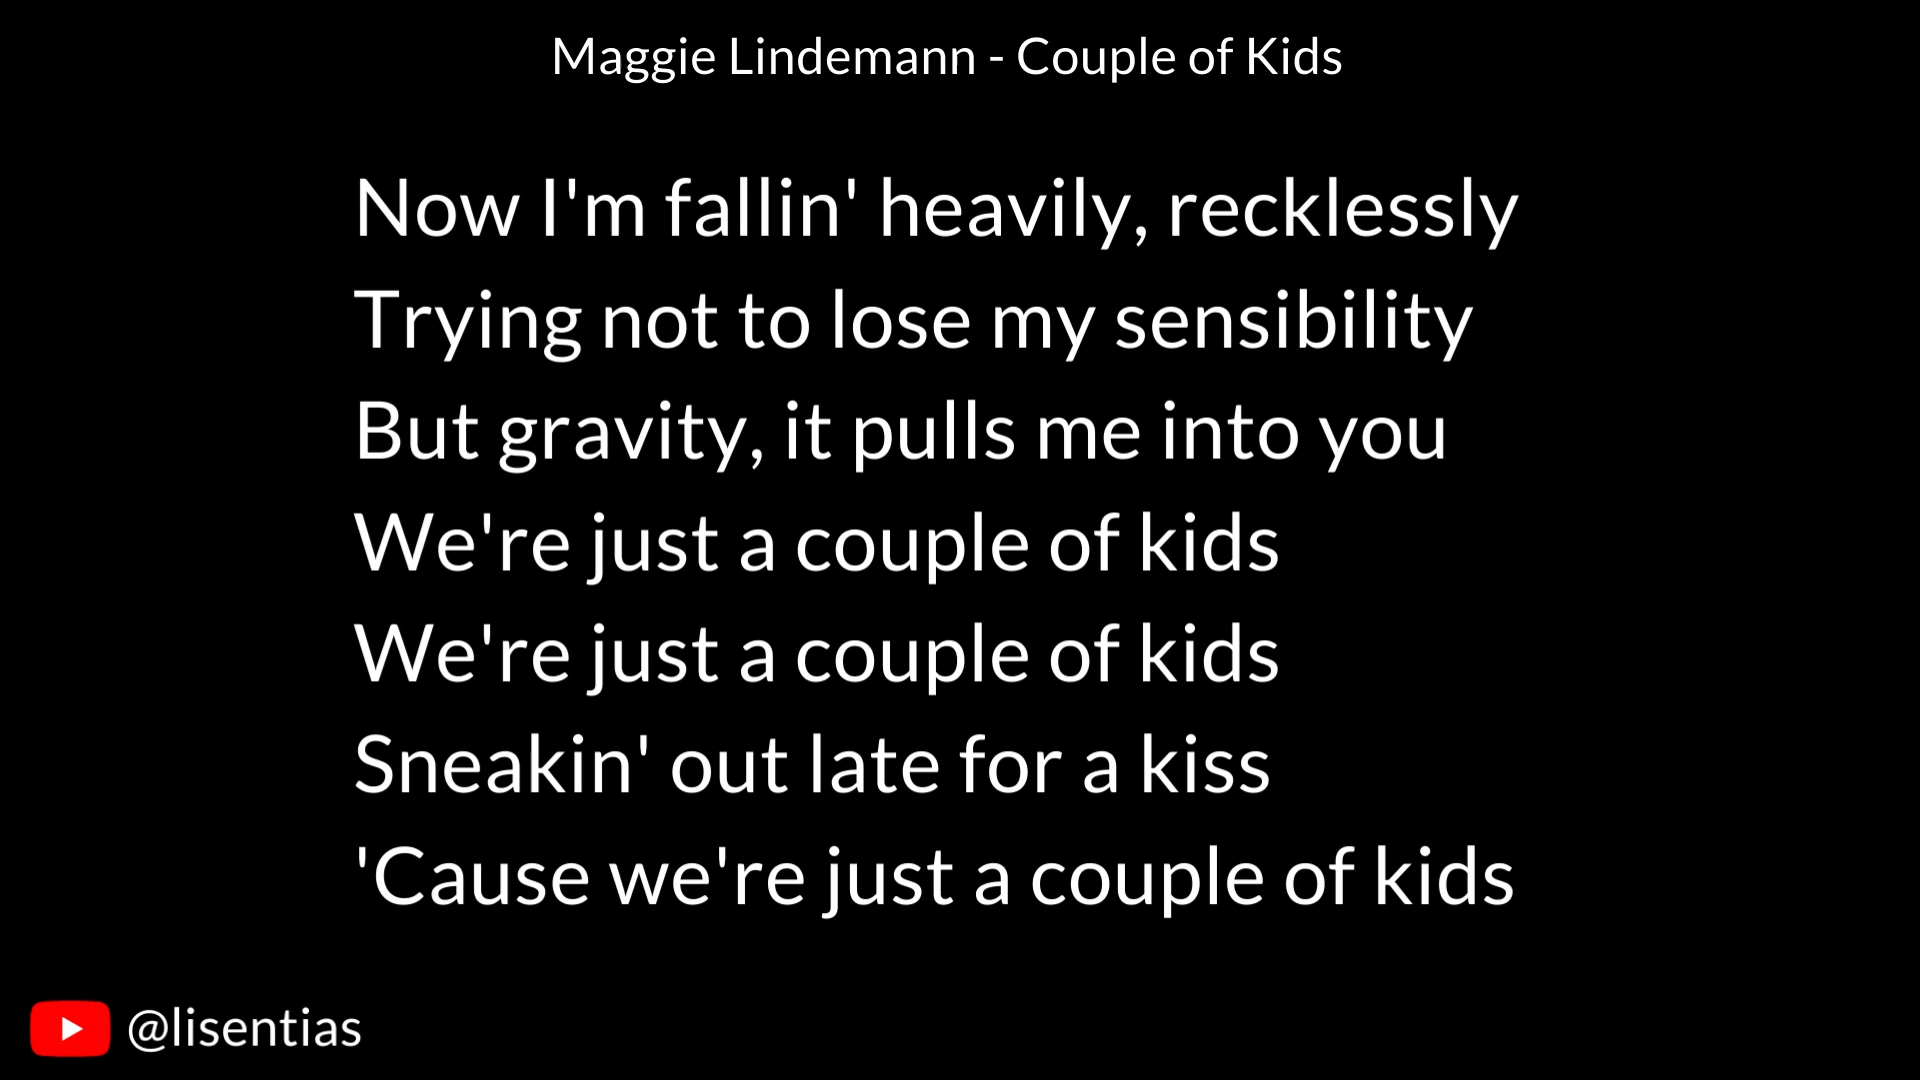 Maggie Lindemann - Couple of Kids
Now I'm fallin' heavily, recklessly
Trying not to lose my sensibility
But gravity, it pulls me into you
We're just a couple of kids
We're just a couple of kids
Sneakin' out late for a kiss
'Cause we're just a couple of kids
@lisentias